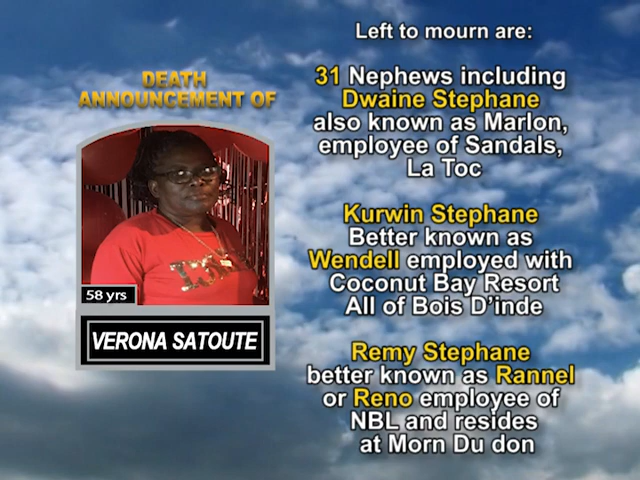 DEATH
ANNOUNCEMENT OF
58 yrs
VERONA SATOUTE
Left to mourn are:
31 Nephews including
Dwaine Stephane
also known as Marlon,
employee of Sandals,
La Toc
Kurwin Stephane
Better known as
Wendell employed with
Coconut Bay Resort
All of Bois D'inde
Remy Stephane
better known as Rannel
or Reno employee of
NBL and resides
at Morn Du don